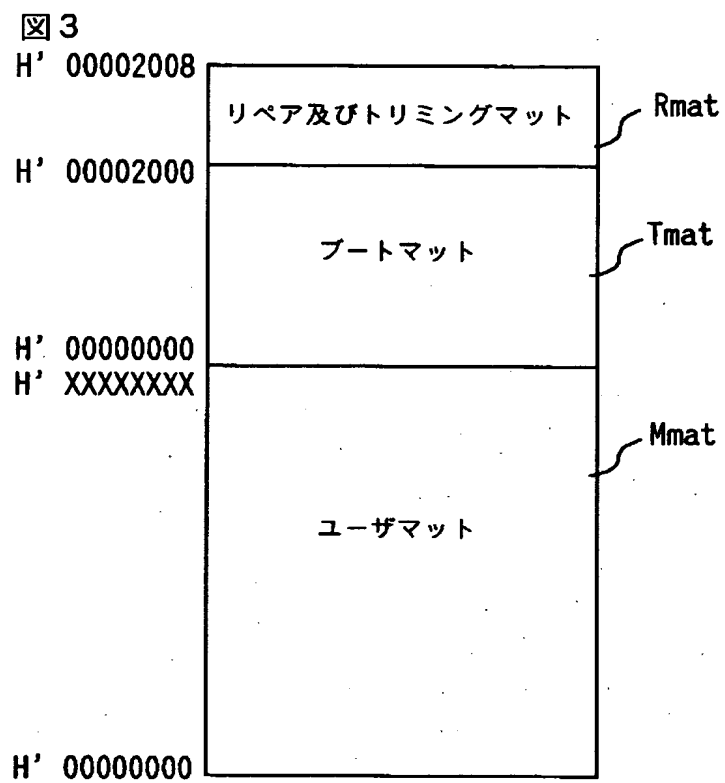 図3
H' 00002008
リペア及びトリミングマット
Rmat
H' 00002000
ブートマット
Tmat
H' 00000000
H' XXXXXXXX
Mmat
ユーザマット
H' 00000000